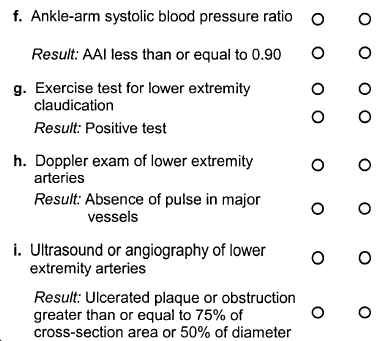 f. Ankle-arm systolic blood pressure ratio
Result: AAI less than or equal to 0.90
g. Exercise test for lower extremity
claudication
Result: Positive test
h. Doppler exam of lower extremity
arteries
Result: Absence of pulse in major
vessels
i. Ultrasound or angiography of lower
extremity arteries
Result: Ulcerated plaque or obstruction
greater than or equal to 75% of
cross-section area or 50% of diameter